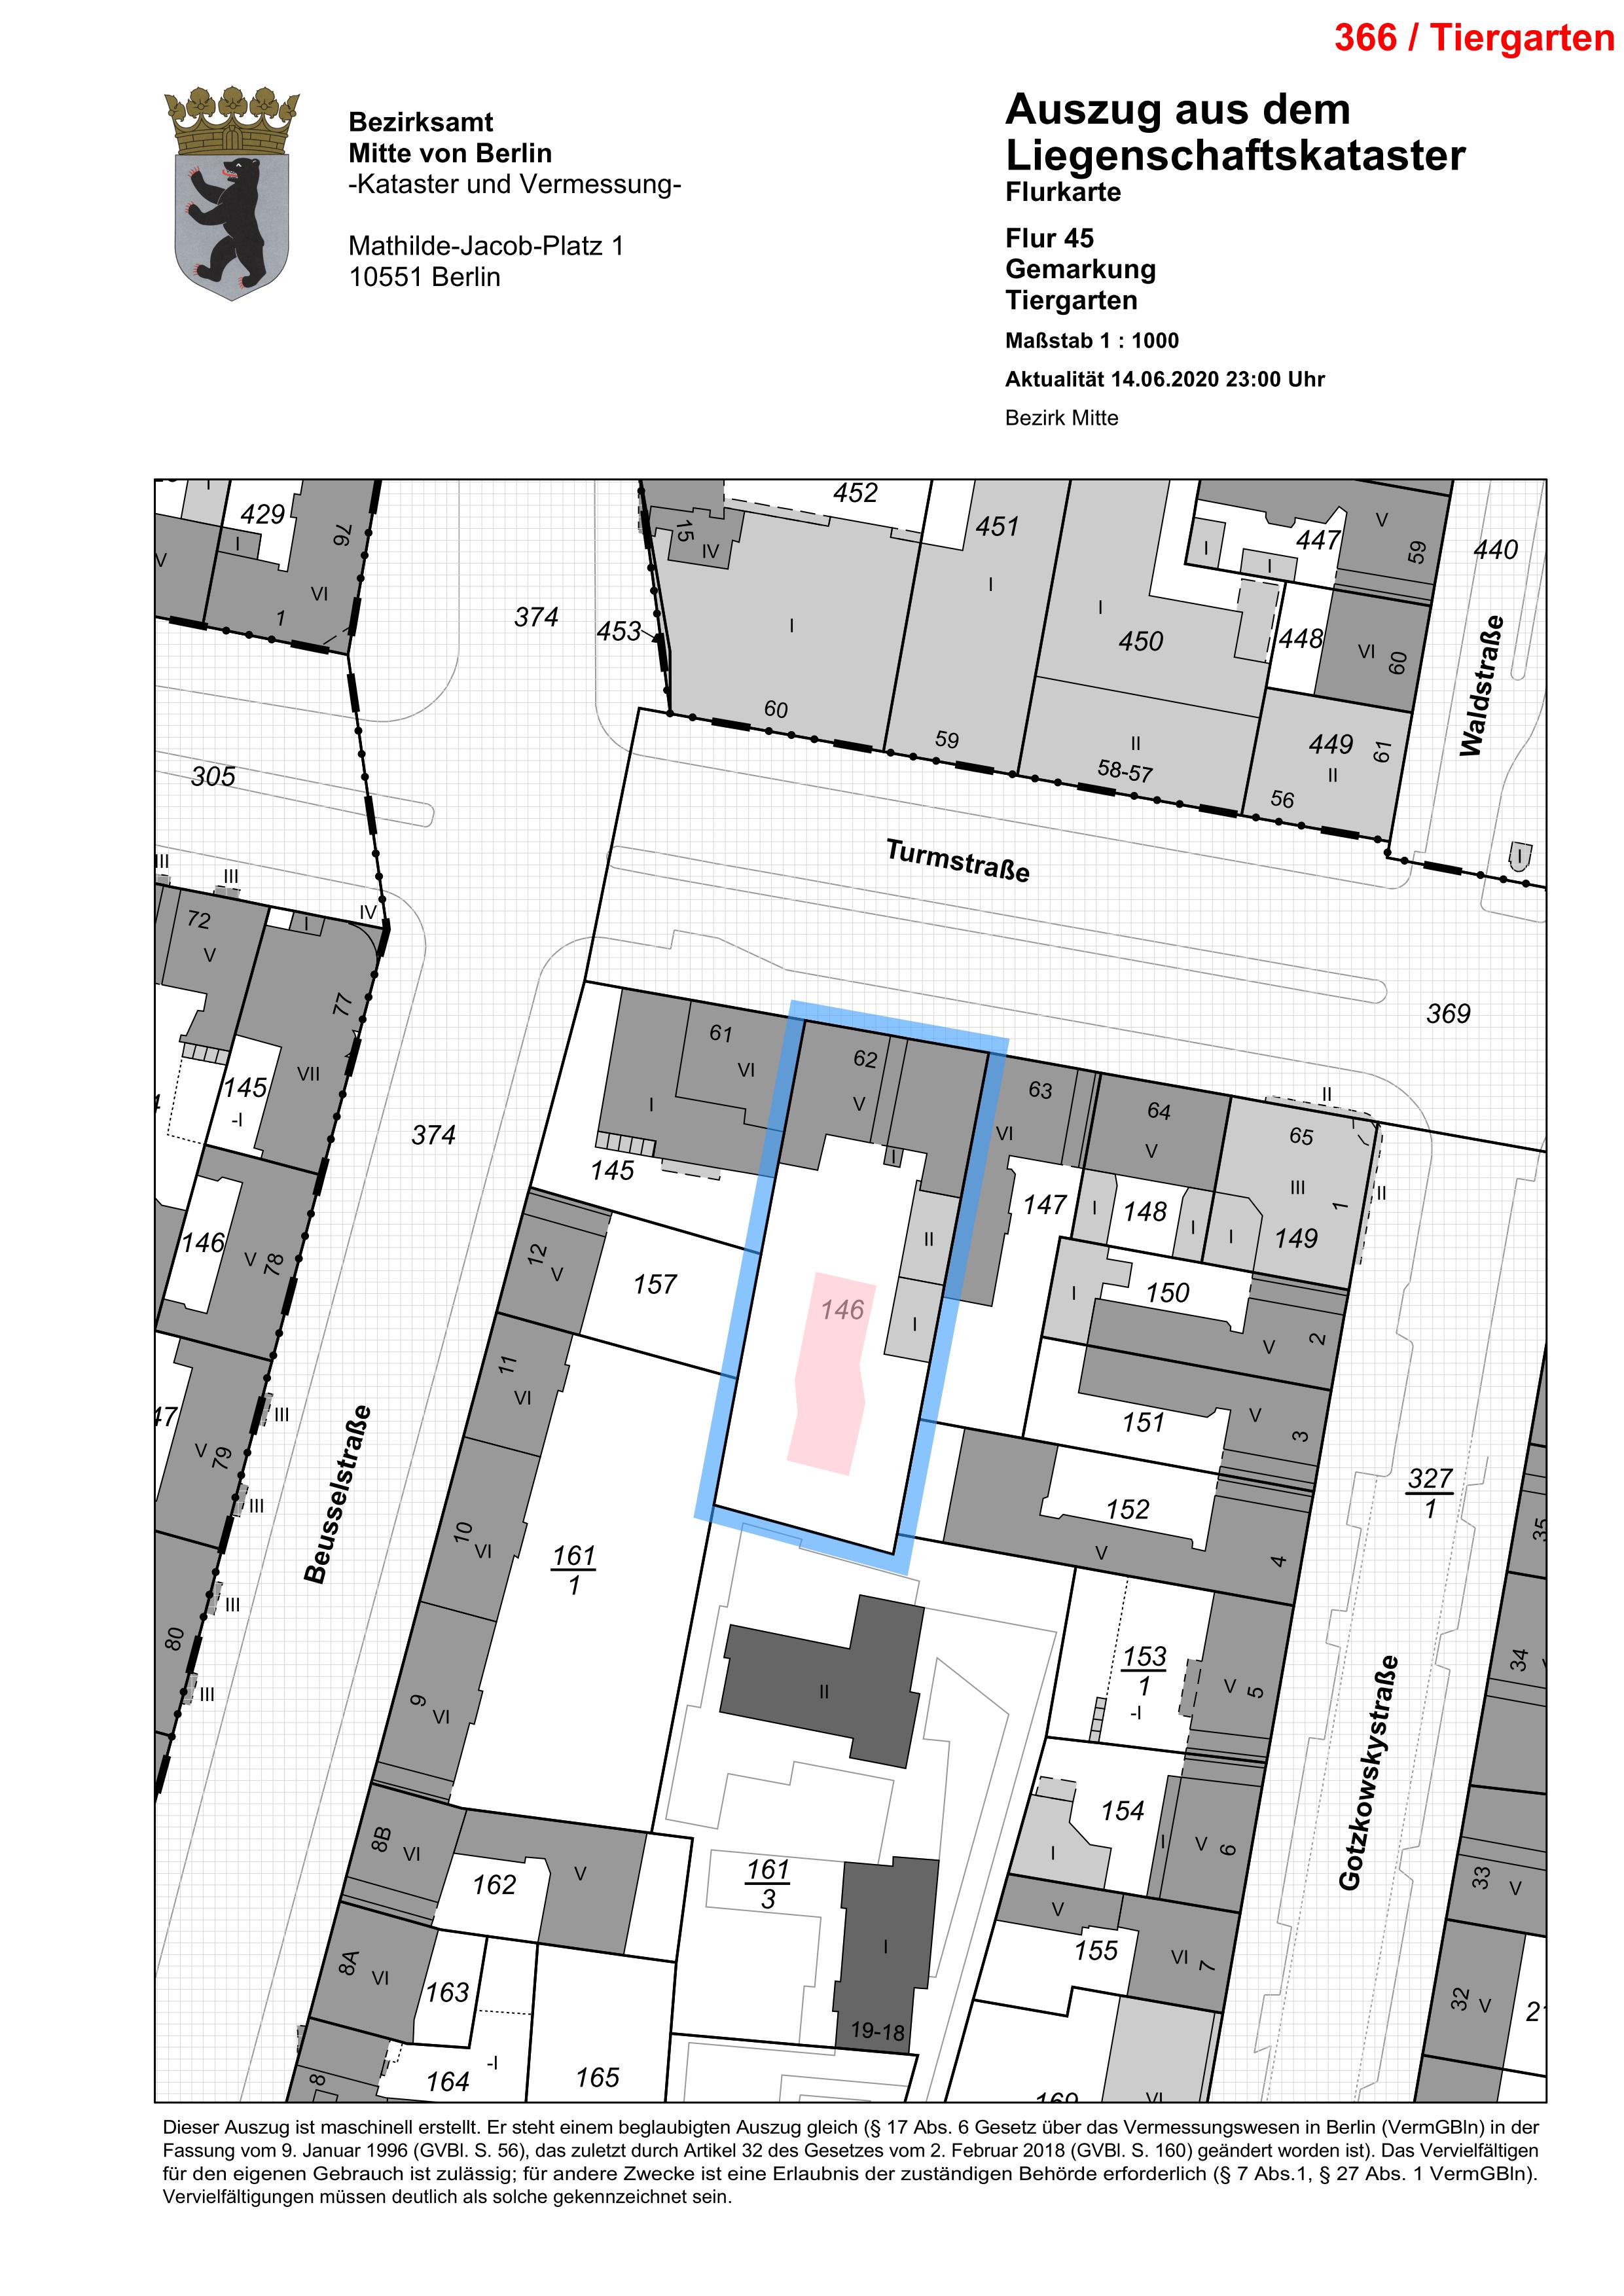 366 / Tiergarten
Bezirksamt
Mitte von Berlin
-Kataster und Vermessung-
Mathilde-Jacob-Platz 1
10551 Berlin
Auszug aus dem
Liegenschaftskataster
Flurkarte
Flur 45
Gemarkung
Tiergarten
Maßstab 1 : 1000
Aktualität 14.06.2020 23:00 Uhr
Bezirk Mitte
429
I
I
V
76
VI
1
374
453
452
15
IV
I
60
451
I
59
I
450
II
58-57
447
I
I
V
59
440
448
VI
60
449
II
61
56
Waldstraße
305
Turmstraße
I
III
III
IV
72
V
I
77
VII
145
-I
374
369
61
VI
I
145
62
V
I
II
146
I
63
VI
147
64
V
I
148
I
65
II
III
II
1
I
149
146
V
78
12
V
157
I
150
V
2
11
VI
151
V
3
47
V
79
III
III
III
III
80
Beusselstraße
10
VI
161
1
152
V
4
327
1
35
9
VI
II
153
1
-I
V
5
34
Gotzkowskystraße
8B
VI
162
V
161
3
I
19-18
154
I
I
V
6
33
V
8A
VI
163
V
155
VI
7
32
V
8
164
-I
165
169
VI
Dieser Auszug ist maschinell erstellt. Er steht einem beglaubigten Auszug gleich (§ 17 Abs. 6 Gesetz über das Vermessungswesen in Berlin (VermGBln) in der
Fassung vom 9. Januar 1996 (GVBl. S. 56), das zuletzt durch Artikel 32 des Gesetzes vom 2. Februar 2018 (GVBl. S. 160) geändert worden ist). Das Vervielfältigen
für den eigenen Gebrauch ist zulässig; für andere Zwecke ist eine Erlaubnis der zuständigen Behörde erforderlich (§ 7 Abs.1, § 27 Abs. 1 VermGBln).
Vervielfältigungen müssen deutlich als solche gekennzeichnet sein.